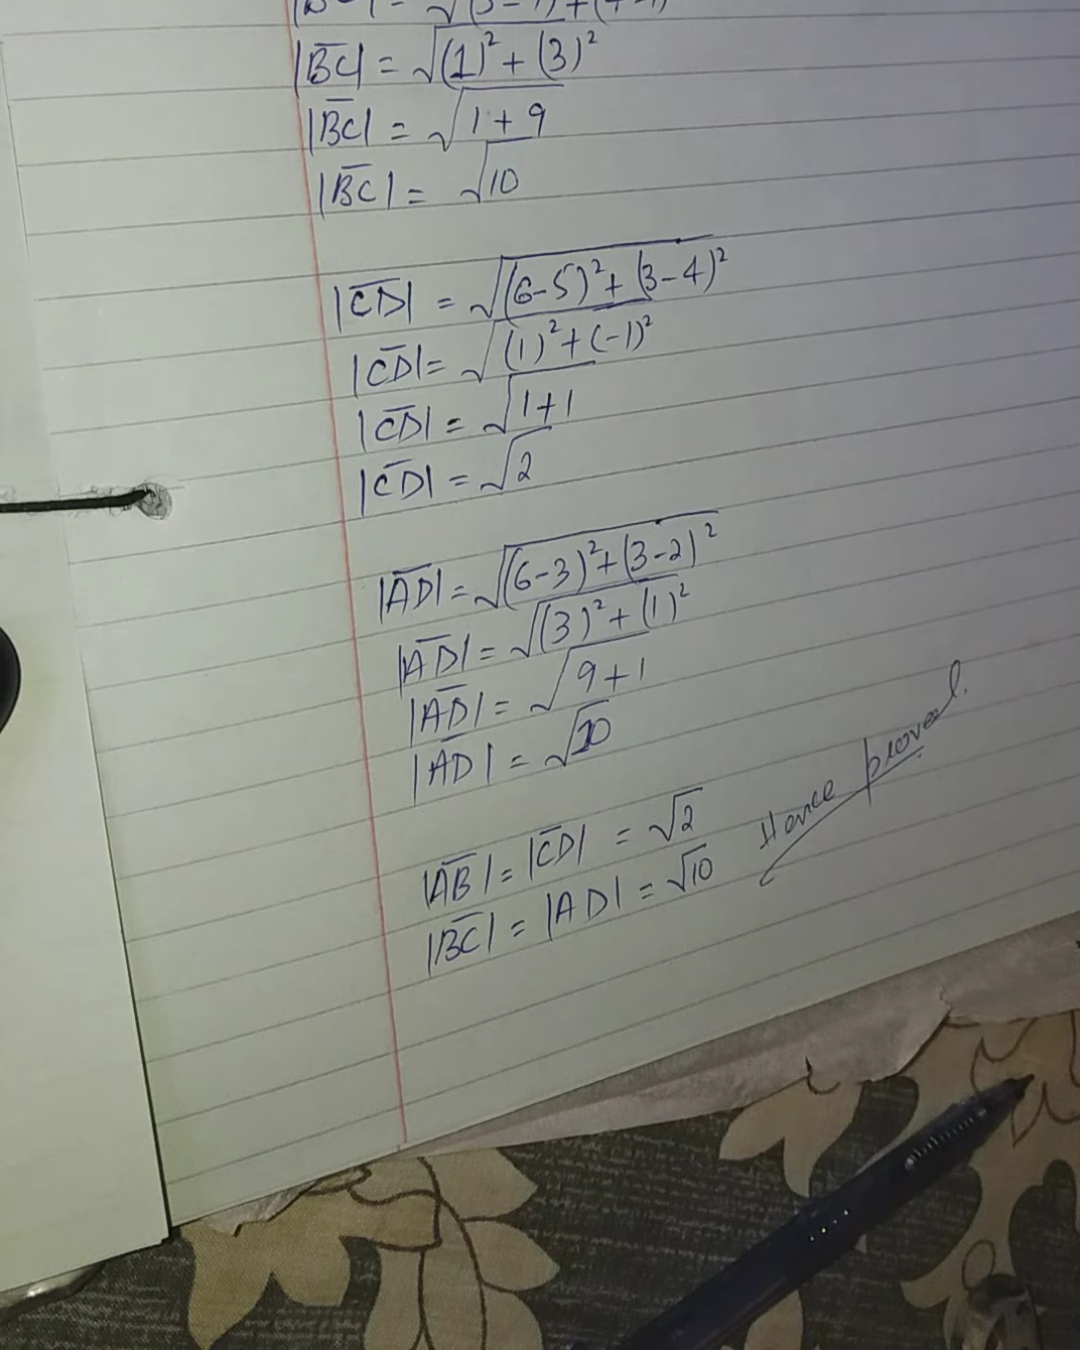 |BC| = √(1)² + (3)²
|BC| = √1 + 9
|BC| = √10
|CD| = √(6-5)² + (3-4)²
|CD| = √(1)² + (-1)²
|CD| = √1+1
|CD| = √2
|AD| = √(6-3)² + (3-2)²
|AD| = √(3)² + (1)²
|AD| = √9+1
|AD| = √10
|AB| = |CD| = √2
|BC| = |AD| = √10
Hence proved.